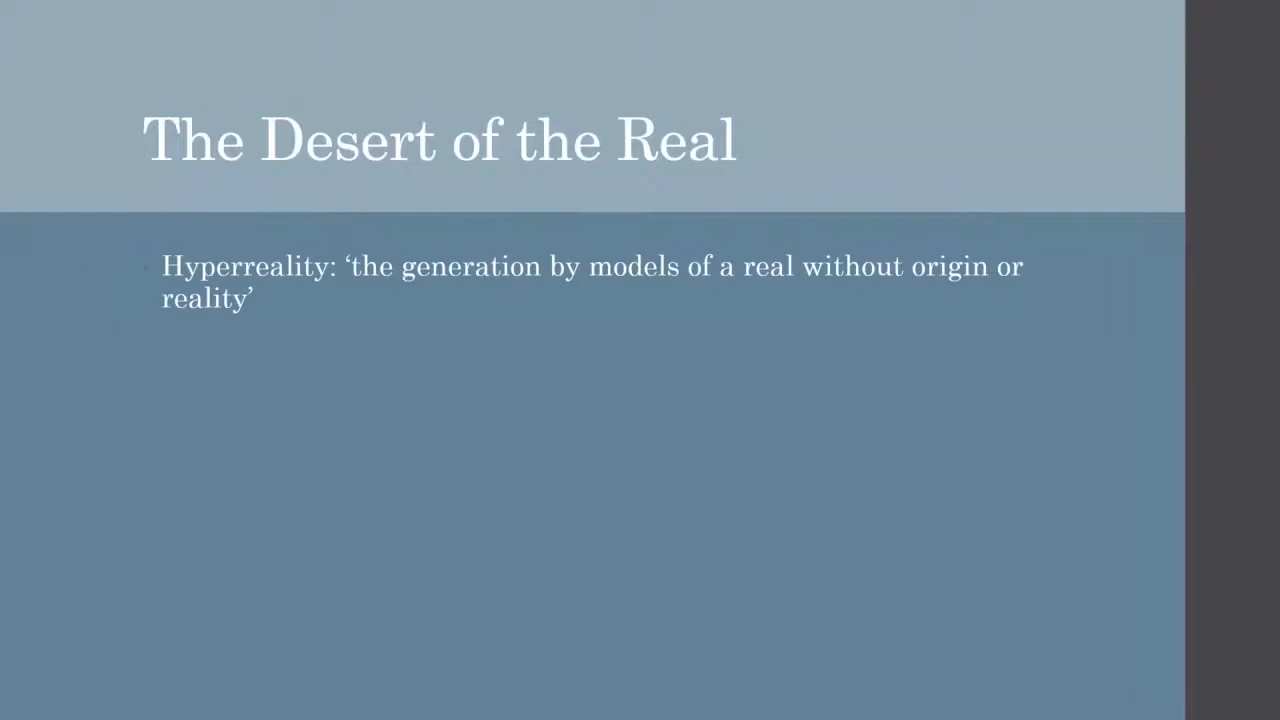 The Desert of the Real
Hyperreality: ‘the generation by models of a real without origin or
reality’